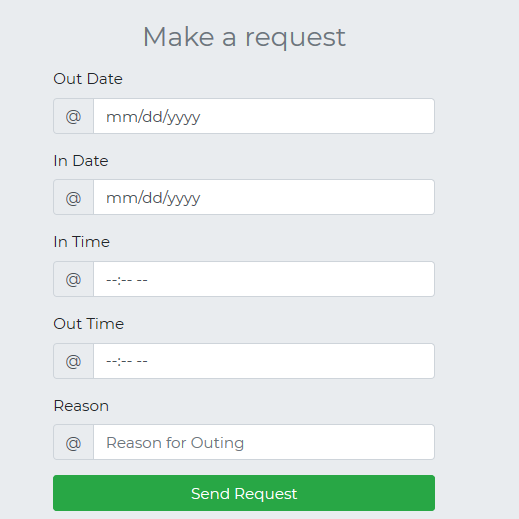 Make a request
Out Date
@ mm/dd/yyyy
In Date
@ mm/dd/yyyy
In Time
@ --:-- --
Out Time
@ --:-- --
Reason
@ Reason for Outing
Send Request